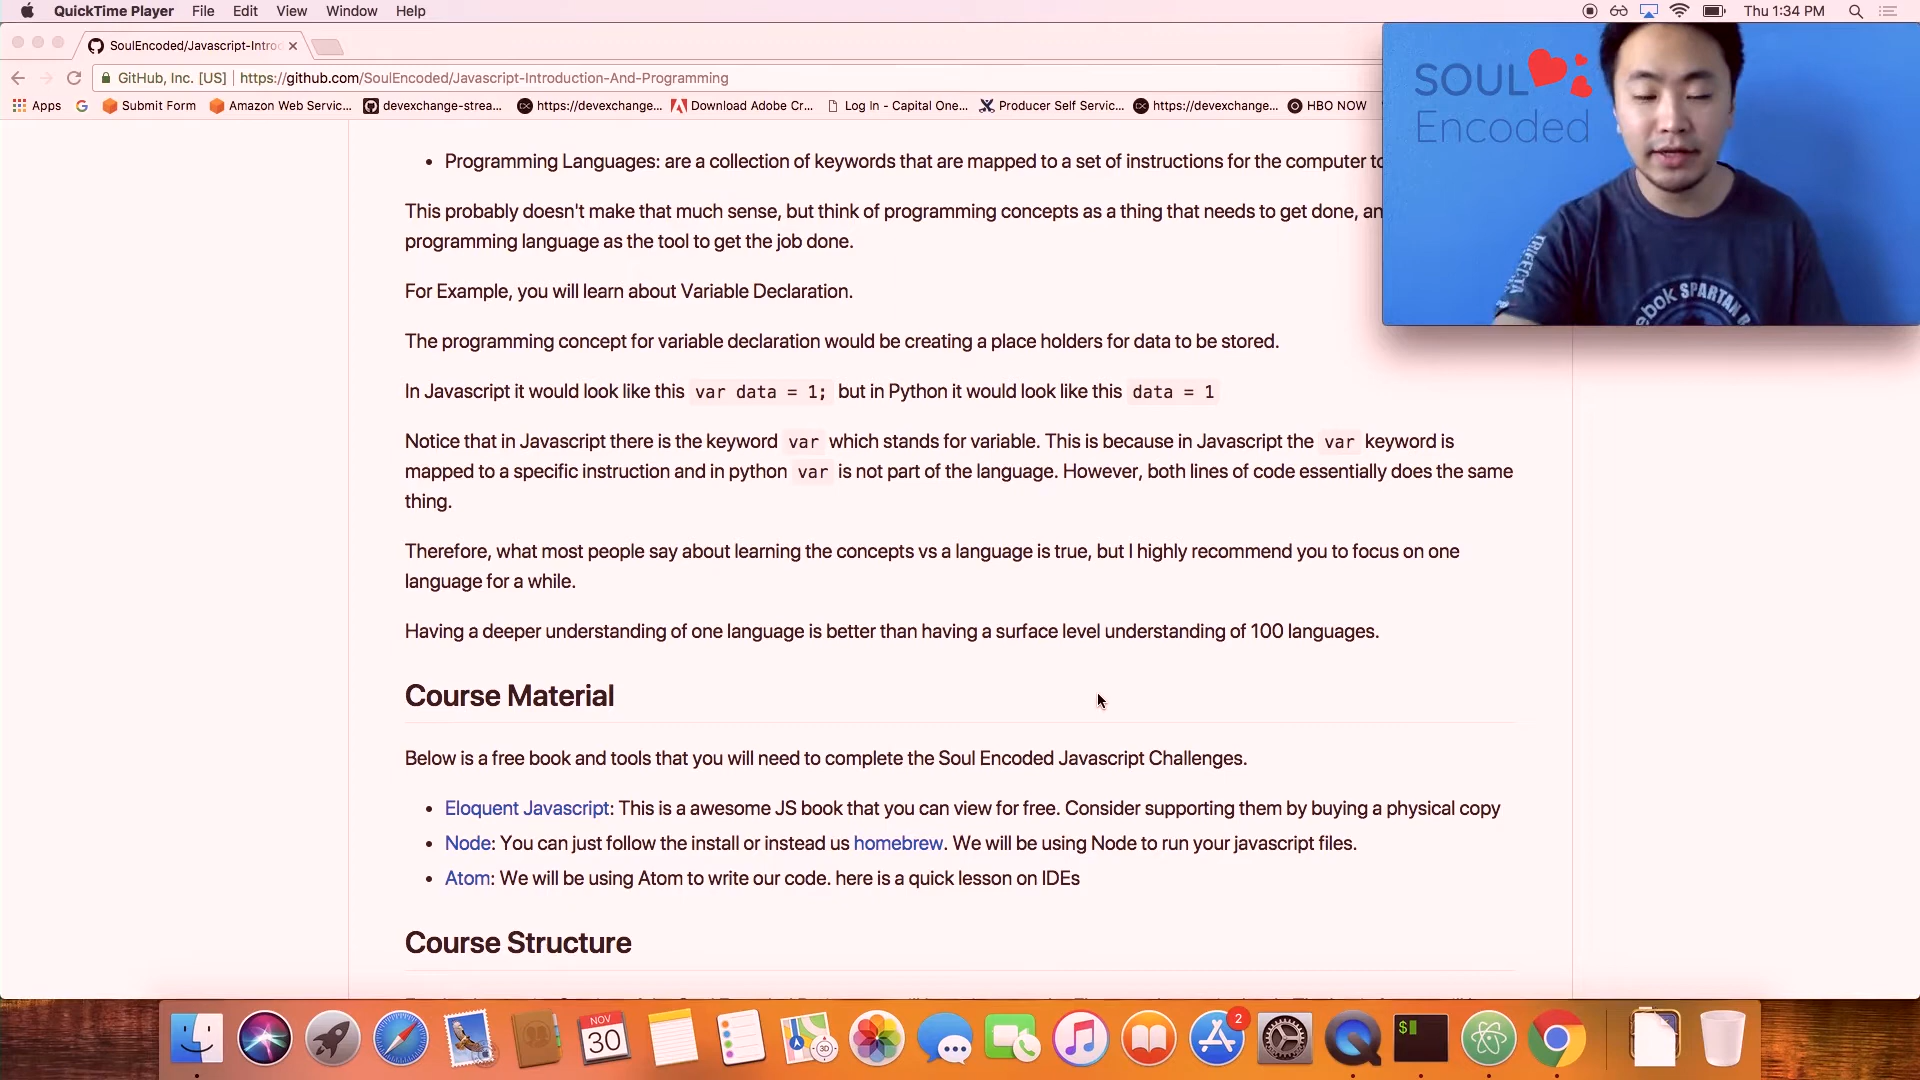 QuickTime Player File Edit View Window Help Thu 1:34 PM
SoulEncoded/Javascript-Introd
GitHub, Inc. [US] https://github.com/SoulEncoded/Javascript-Introduction-And-Programming
Apps Submit Form Amazon Web Servic... devexchange-strea... https://devexchange... Download Adobe Cr... Log In - Capital One... Producer Self Servic... https://devexchange... HBO NOW
SOUL
Encoded
TRIFECTA
ebok SPARTAN
Programming Languages: are a collection of keywords that are mapped to a set of instructions for the computer to
This probably doesn't make that much sense, but think of programming concepts as a thing that needs to get done, an
programming language as the tool to get the job done.
For Example, you will learn about Variable Declaration.
The programming concept for variable declaration would be creating a place holders for data to be stored.
In Javascript it would look like this var data = 1; but in Python it would look like this data = 1
Notice that in Javascript there is the keyword var which stands for variable. This is because in Javascript the var keyword is
mapped to a specific instruction and in python var is not part of the language. However, both lines of code essentially does the same
thing.
Therefore, what most people say about learning the concepts vs a language is true, but I highly recommend you to focus on one
language for a while.
Having a deeper understanding of one language is better than having a surface level understanding of 100 languages.
Course Material
Below is a free book and tools that you will need to complete the Soul Encoded Javascript Challenges.
Eloquent Javascript: This is a awesome JS book that you can view for free. Consider supporting them by buying a physical copy
Node: You can just follow the install or instead us homebrew. We will be using Node to run your javascript files.
Atom: We will be using Atom to write our code. here is a quick lesson on IDEs
Course Structure
NOV
30
3D
2
$